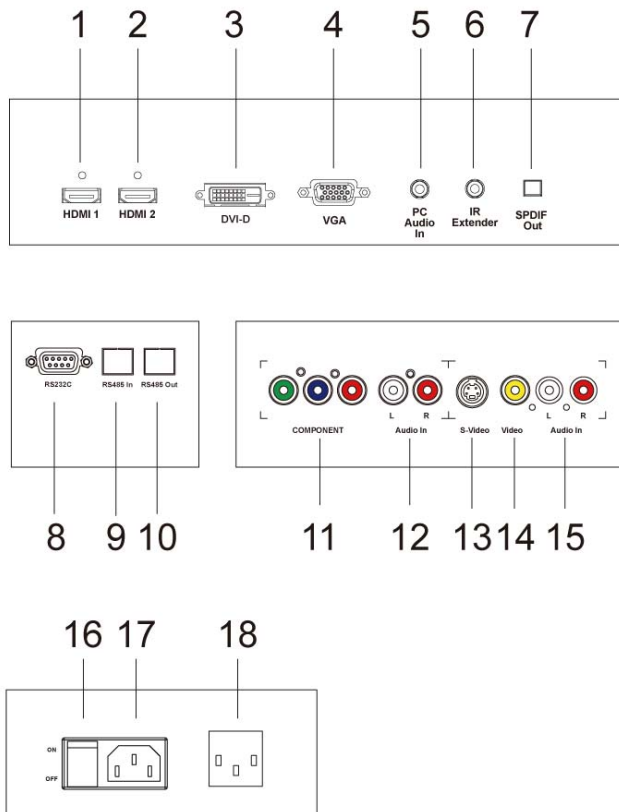 1 2 3 4 5 6 7
HDMI 1 HDMI 2 DVI-D VGA PC Audio In IR Extender SPDIF Out
RS232C RS485 In RS485 Out
L R L R
COMPONENT Audio In S-Video Video Audio In
8 9 10 11 12 13 14 15
16 17 18
ON
OFF